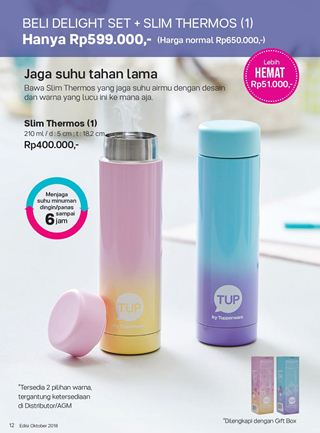 BELI DELIGHT SET + SLIM THERMOS (1)
Hanya Rp599.000,- (Harga normal Rp650.000,-)
Lebih
HEMAT
Rp51.000,-
Jaga suhu tahan lama
Bawa Slim Thermos yang jaga suhu airmu dengan desain
dan warna yang lucu ini ke mana aja.
Slim Thermos (1)
210 ml / d : 5 cm ; t : 18,2 cm
Rp400.000,-
Menjaga
suhu minuman
dingin/panas
sampai
6 jam
TUP
by Tupperware
TUP
by Tupperware
*Tersedia 2 pilihan warna,
tergantung ketersediaan
di Distributor/AGM
*Dilengkapi dengan Gift Box
12 Edisi Oktober 2018